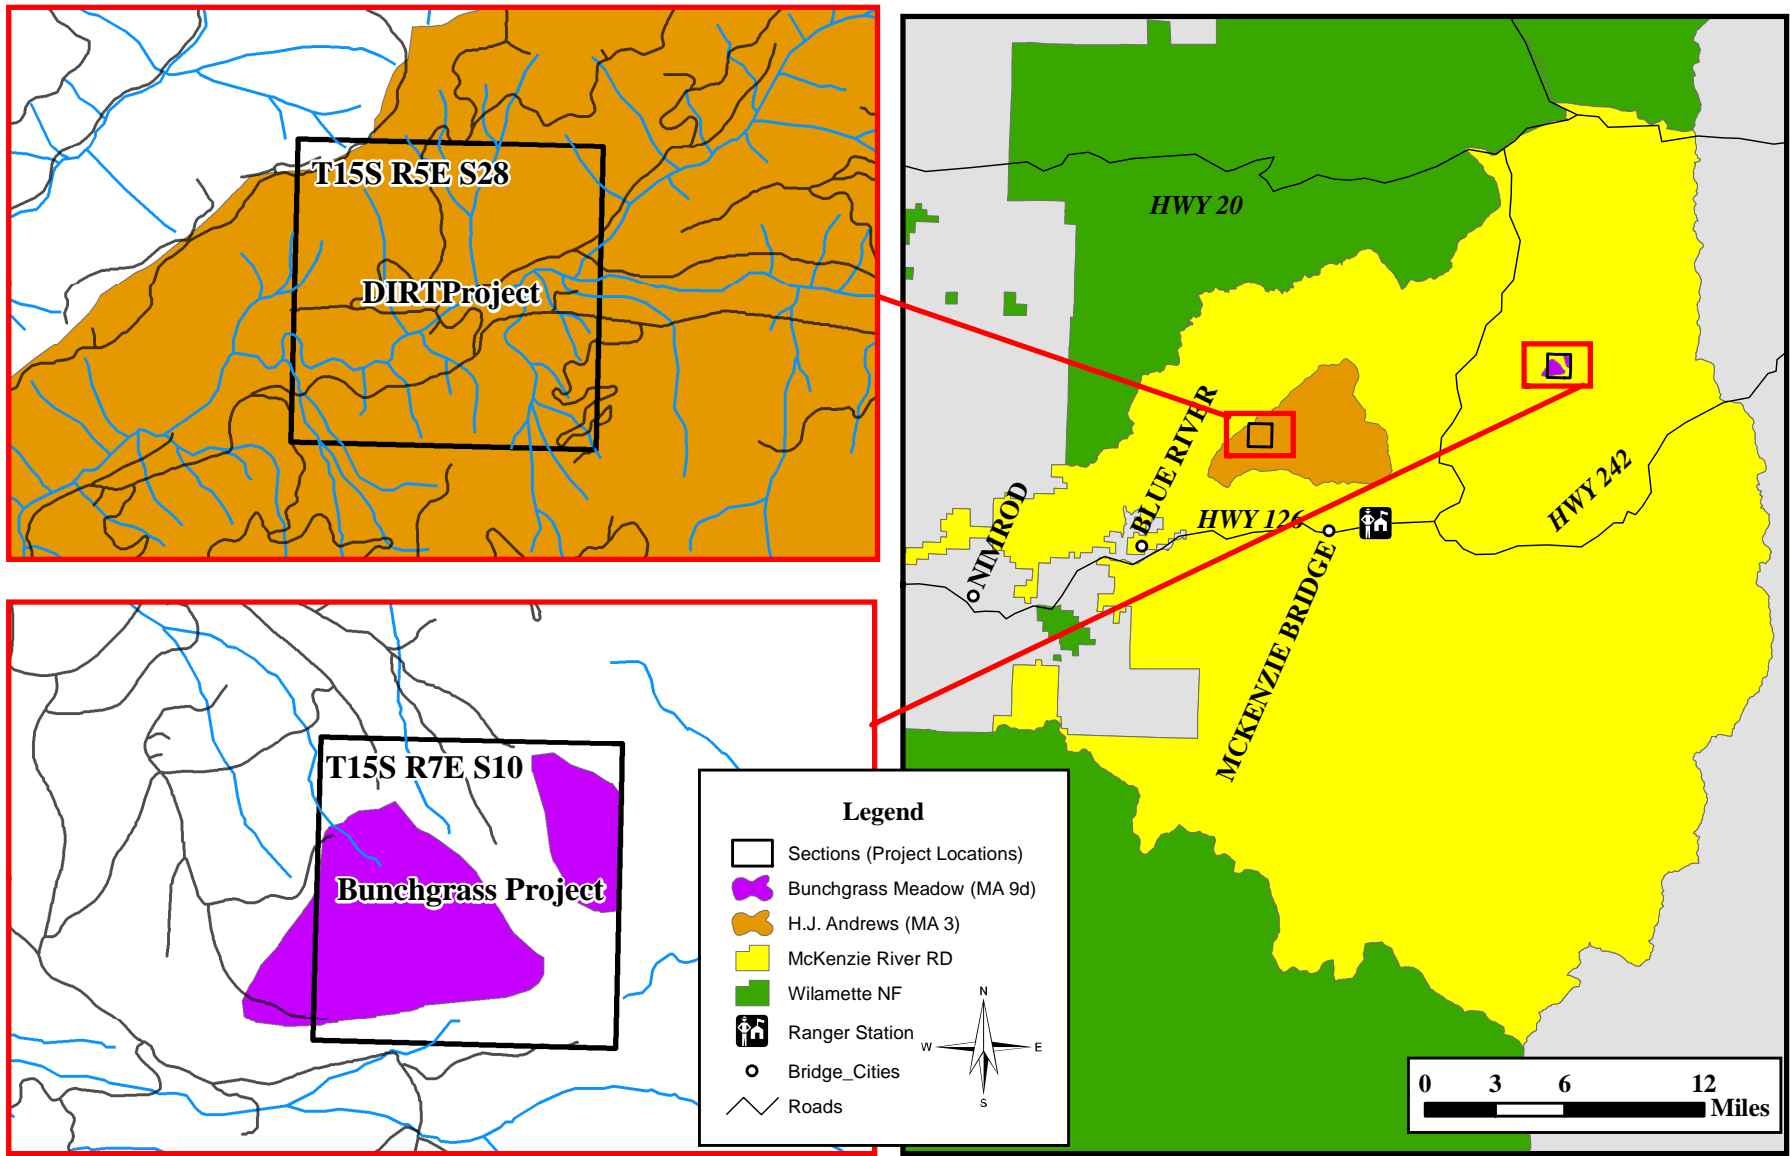 T15S R5E S28
DIRTProject
T15S R7E S10
Bunchgrass Project
HWY 20
BLUE RIVER
NIMROD
HWY 126
HWY 242
MCKENZIE BRIDGE
Legend
Sections (Project Locations)
Bunchgrass Meadow (MA 9d)
H.J. Andrews (MA 3)
McKenzie River RD
Wilamette NF
Ranger Station
Bridge_Cities
Roads
N
W E
S
0 3 6 12
Miles